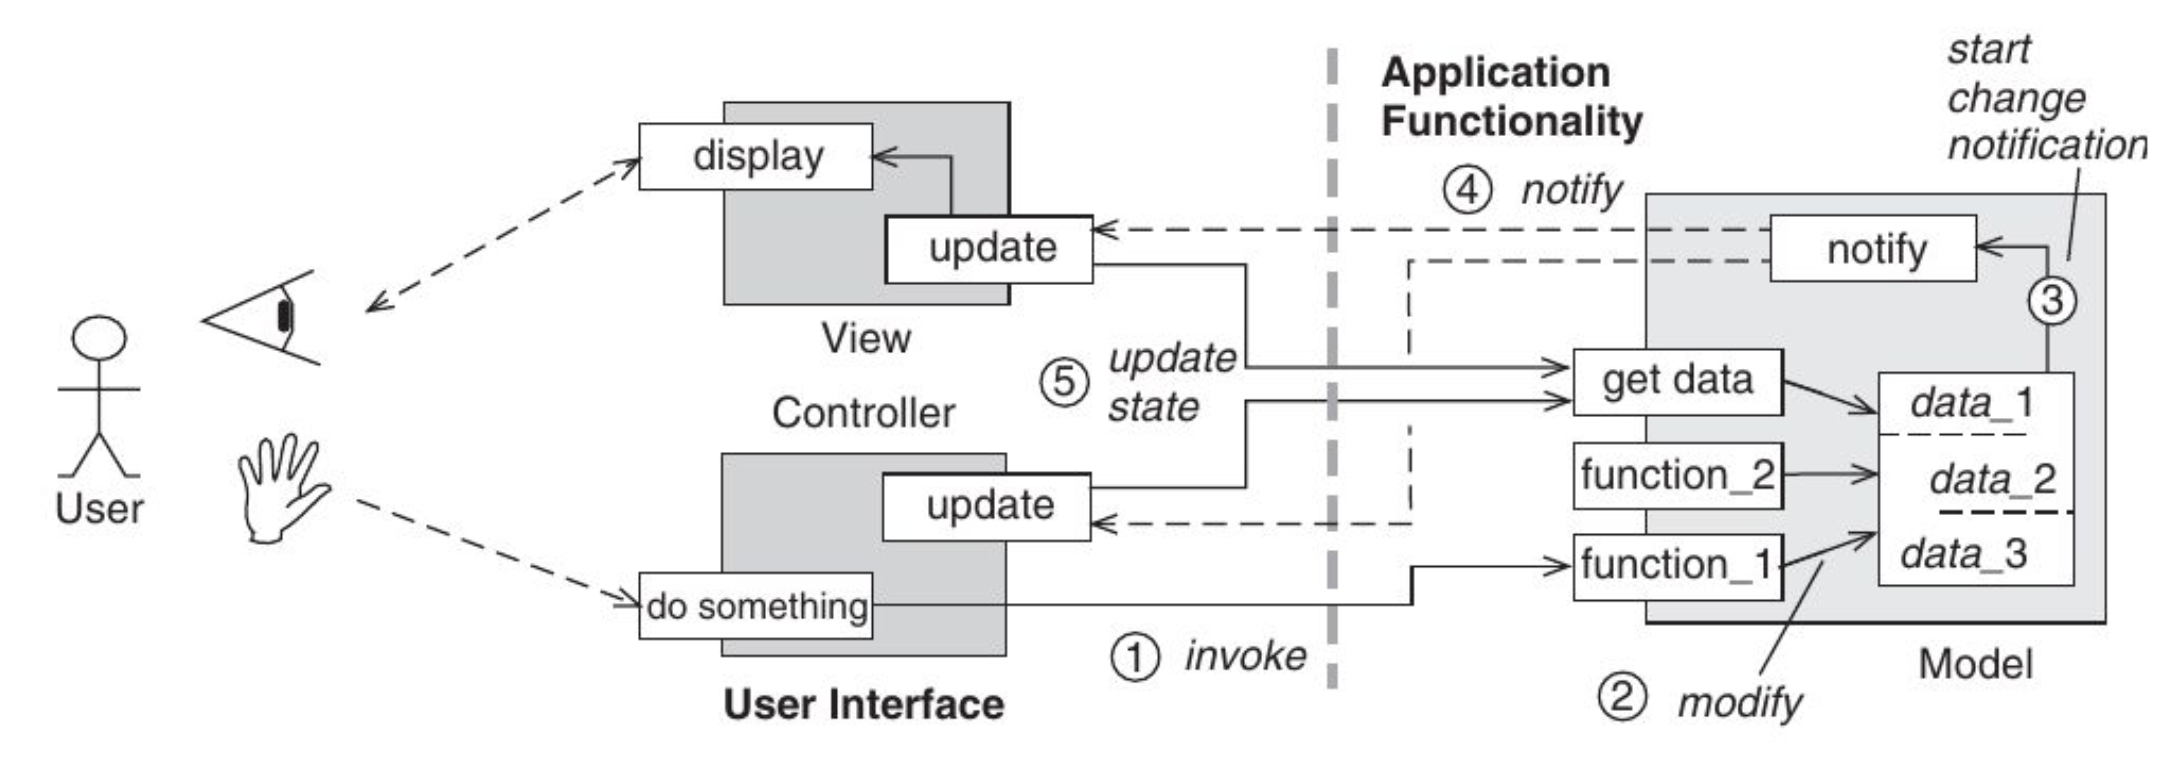 start
change
notification
Application
Functionality
④ notify
display
update
notify
View
③
⑤ update
state
get data
data_1
Controller
function_2
data_2
User
update
function_1
data_3
do something
① invoke
Model
User Interface
② modify